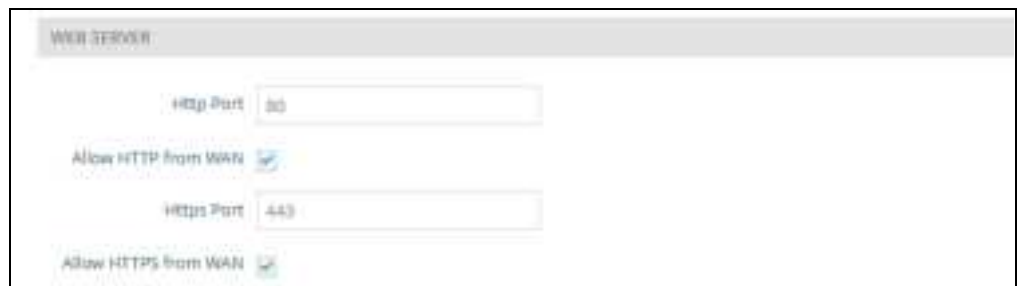 WEB SERVER
Http Port 80
Allow HTTP from WAN
Https Port 443
Allow HTTPS from WAN